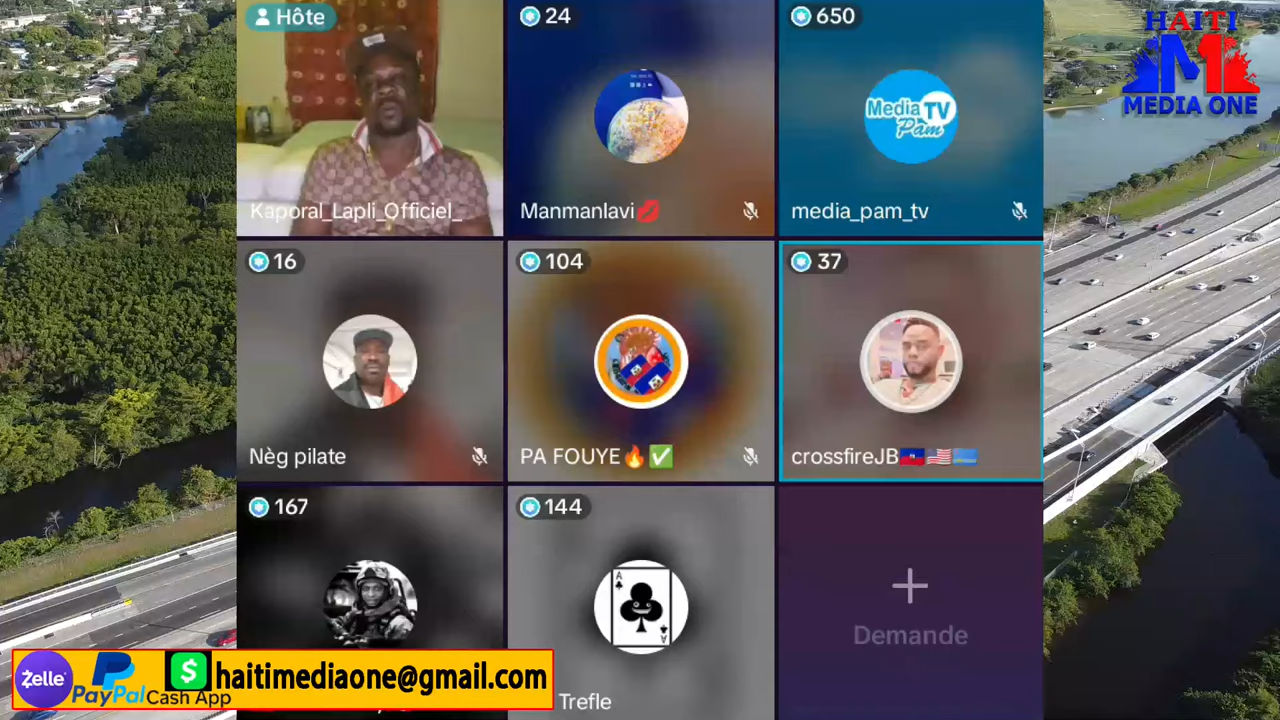 Hôte
24
650
HAITI
MEDIA ONE
Media TV
Pam
Kaporal_Lapli_Officiel_
Manmanlavi💋
media_pam_tv
16
104
37
Nèg pilate
PA FOUYE🔥✅
crossfireJB🇭🇹🇺🇸🇦🇼
167
144
A
A
Demande
Zelle
PayPal
Cash App
haitimediaone@gmail.com
Trefle